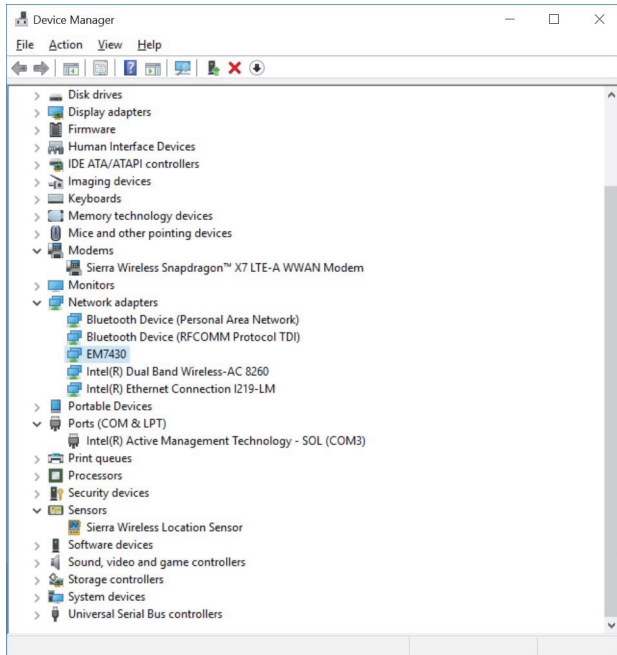 Device Manager
File Action View Help
Disk drives
Display adapters
Firmware
Human Interface Devices
IDE ATA/ATAPI controllers
Imaging devices
Keyboards
Memory technology devices
Mice and other pointing devices
Modems
Sierra Wireless Snapdragon™ X7 LTE-A WWAN Modem
Monitors
Network adapters
Bluetooth Device (Personal Area Network)
Bluetooth Device (RFCOMM Protocol TDI)
EM7430
Intel(R) Dual Band Wireless-AC 8260
Intel(R) Ethernet Connection I219-LM
Portable Devices
Ports (COM & LPT)
Intel(R) Active Management Technology - SOL (COM3)
Print queues
Processors
Security devices
Sensors
Sierra Wireless Location Sensor
Software devices
Sound, video and game controllers
Storage controllers
System devices
Universal Serial Bus controllers